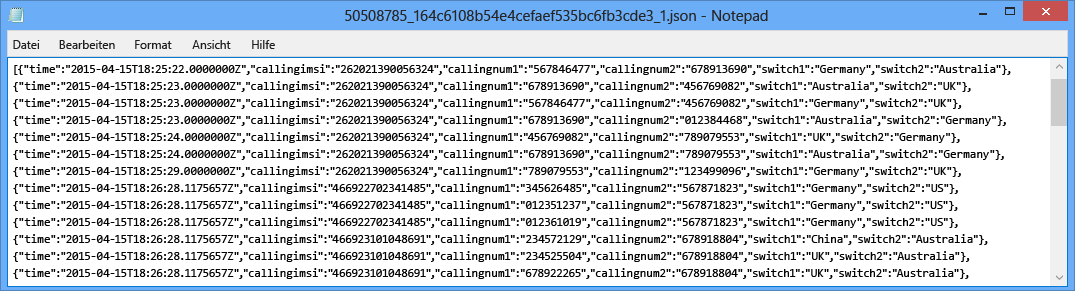 50508785_164c6108b54e4cefaef535bc6fb3cde3_1.json - Notepad
Datei Bearbeiten Format Ansicht Hilfe
[{"time":"2015-04-15T18:25:22.0000000Z","callingimsi":"262021390056324","callingnum1":"567846477","callingnum2":"678913690","switch1":"Germany","switch2":"Australia"},
{"time":"2015-04-15T18:25:23.0000000Z","callingimsi":"262021390056324","callingnum1":"678913690","callingnum2":"456769082","switch1":"Australia","switch2":"UK"},
{"time":"2015-04-15T18:25:23.0000000Z","callingimsi":"262021390056324","callingnum1":"567846477","callingnum2":"456769082","switch1":"Germany","switch2":"UK"},
{"time":"2015-04-15T18:25:23.0000000Z","callingimsi":"262021390056324","callingnum1":"678913690","callingnum2":"012384468","switch1":"Australia","switch2":"Germany"},
{"time":"2015-04-15T18:25:24.0000000Z","callingimsi":"262021390056324","callingnum1":"456769082","callingnum2":"789079553","switch1":"UK","switch2":"Germany"},
{"time":"2015-04-15T18:25:24.0000000Z","callingimsi":"262021390056324","callingnum1":"678913690","callingnum2":"789079553","switch1":"Australia","switch2":"Germany"},
{"time":"2015-04-15T18:25:29.0000000Z","callingimsi":"262021390056324","callingnum1":"789079553","callingnum2":"123499096","switch1":"Germany","switch2":"UK"},
{"time":"2015-04-15T18:26:28.1175657Z","callingimsi":"466922702341485","callingnum1":"345626485","callingnum2":"567871823","switch1":"Germany","switch2":"US"},
{"time":"2015-04-15T18:26:28.1175657Z","callingimsi":"466922702341485","callingnum1":"012351237","callingnum2":"567871823","switch1":"Germany","switch2":"US"},
{"time":"2015-04-15T18:26:28.1175657Z","callingimsi":"466922702341485","callingnum1":"012361019","callingnum2":"567871823","switch1":"Germany","switch2":"US"},
{"time":"2015-04-15T18:26:28.1175657Z","callingimsi":"466923101048691","callingnum1":"234572129","callingnum2":"678918804","switch1":"China","switch2":"Australia"},
{"time":"2015-04-15T18:26:28.1175657Z","callingimsi":"466923101048691","callingnum1":"234525504","callingnum2":"678918804","switch1":"UK","switch2":"Australia"},
{"time":"2015-04-15T18:26:28.1175657Z","callingimsi":"466923101048691","callingnum1":"678922265","callingnum2":"678918804","switch1":"UK","switch2":"Australia"},